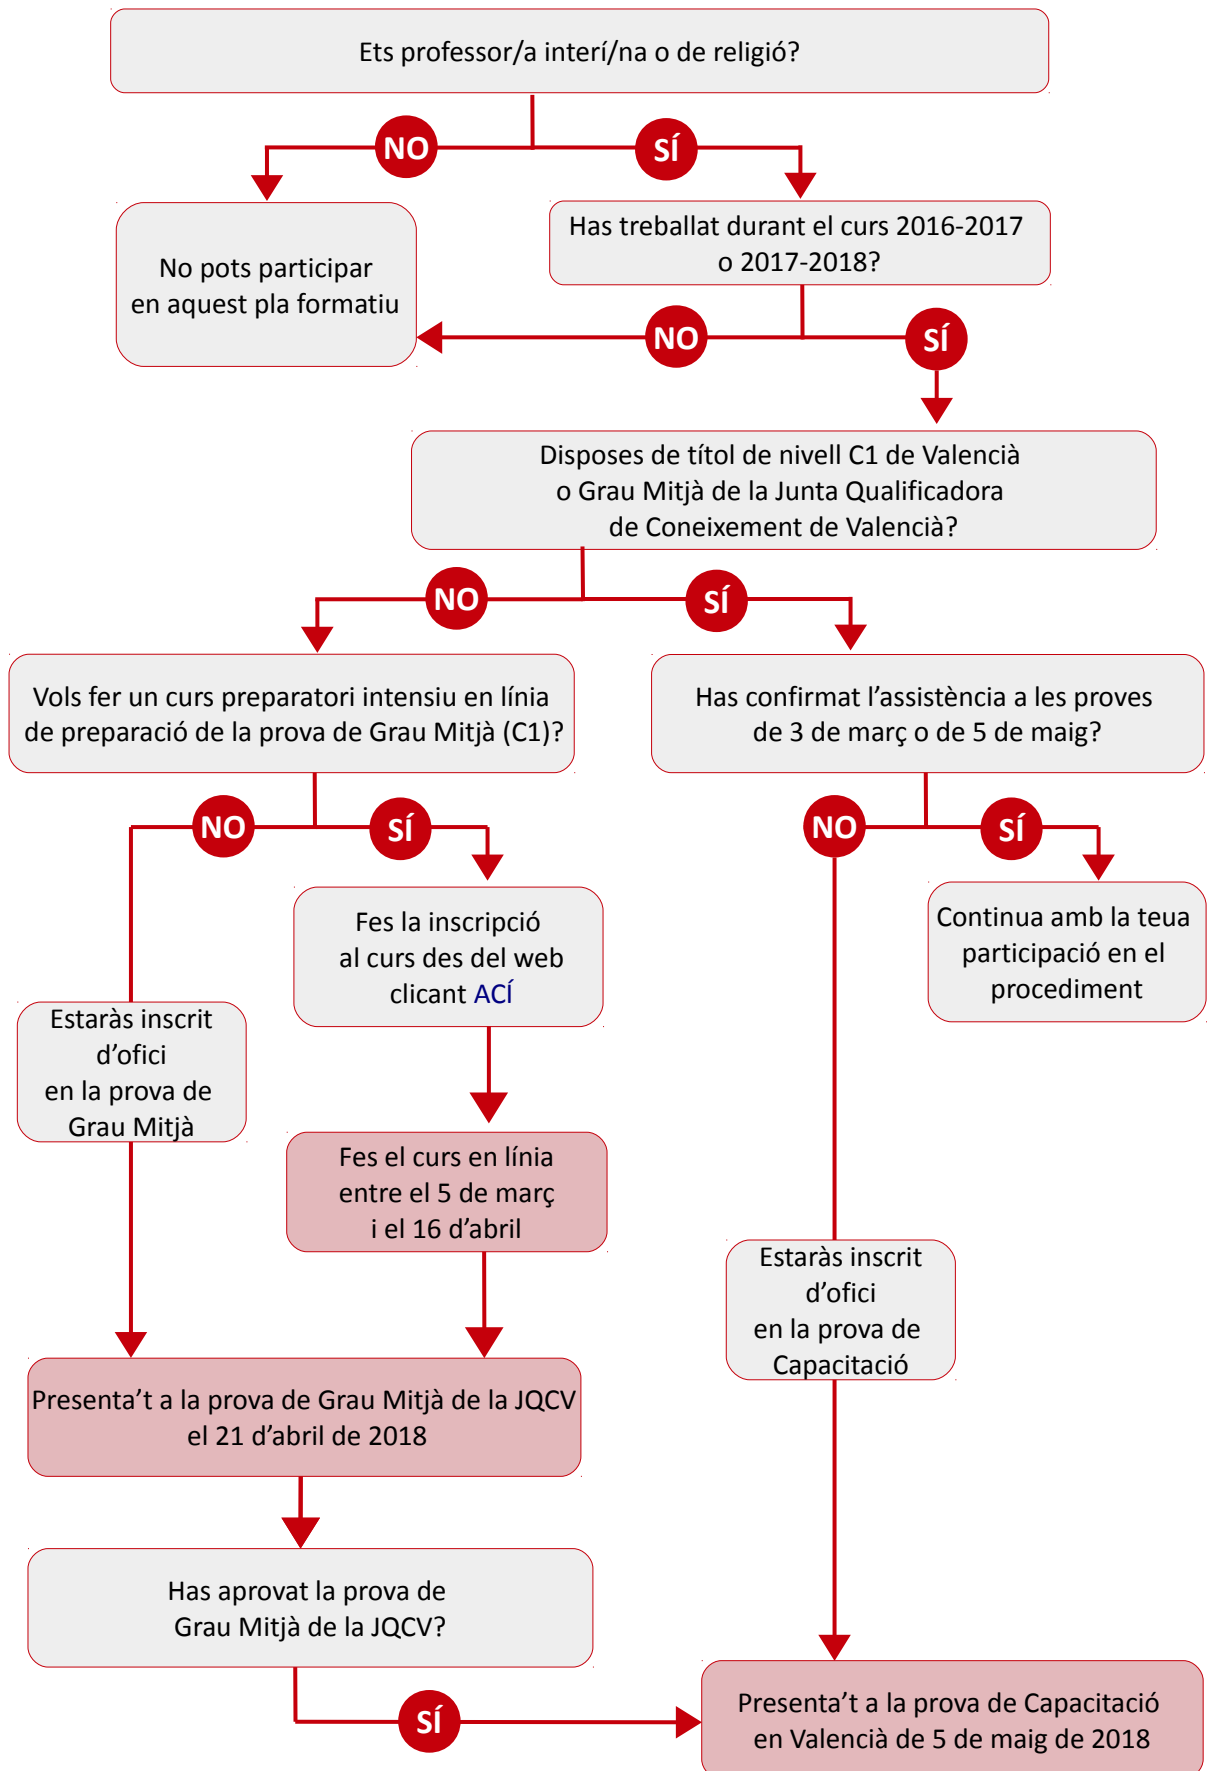 Ets professor/a interí/na o de religió?
NO
SÍ
No pots participar
en aquest pla formatiu
Has treballat durant el curs 2016-2017
o 2017-2018?
NO
SÍ
Disposes de títol de nivell C1 de Valencià
o Grau Mitjà de la Junta Qualificadora
de Coneixement de Valencià?
NO
SÍ
Vols fer un curs preparatori intensiu en línia
de preparació de la prova de Grau Mitjà (C1)?
Has confirmat l’assistència a les proves
de 3 de març o de 5 de maig?
NO
SÍ
NO
SÍ
Fes la inscripció
al curs des del web
clicant ACÍ
Continua amb la teua
participació en el
procediment
Estaràs inscrit
d’ofici
en la prova de
Grau Mitjà
Fes el curs en línia
entre el 5 de març
i el 16 d’abril
Estaràs inscrit
d’ofici
en la prova de
Capacitació
Presenta’t a la prova de Grau Mitjà de la JQCV
el 21 d’abril de 2018
Has aprovat la prova de
Grau Mitjà de la JQCV?
SÍ
Presenta’t a la prova de Capacitació
en Valencià de 5 de maig de 2018